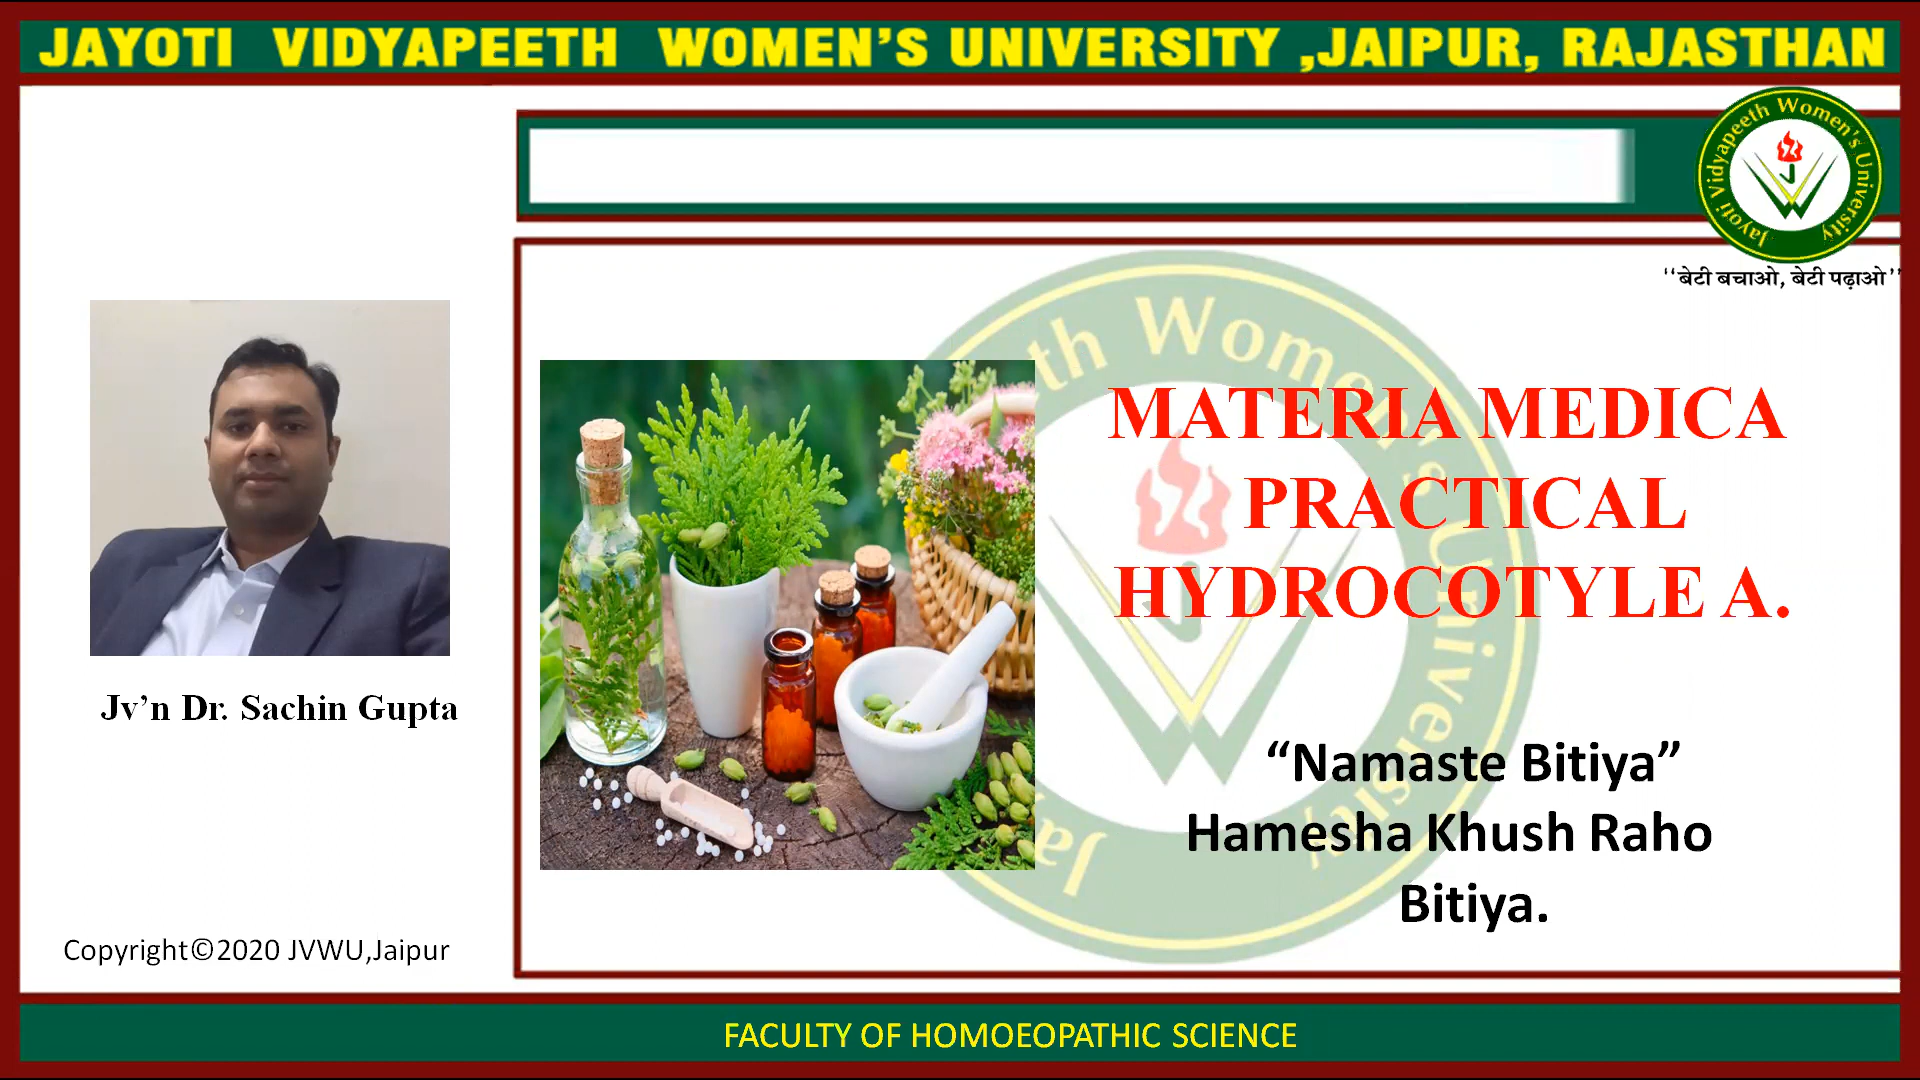 JAYOTI VIDYAPEETH WOMEN’S UNIVERSITY ,JAIPUR, RAJASTHAN
Jayoti Vidyapeeth Women's University
‘‘बेटी बचाओ, बेटी पढ़ाओ’’
MATERIA MEDICA
PRACTICAL
HYDROCOTYLE A.
“Namaste Bitiya”
Hamesha Khush Raho
Bitiya.
Jv’n Dr. Sachin Gupta
Copyright©2020 JVWU,Jaipur
FACULTY OF HOMOEOPATHIC SCIENCE